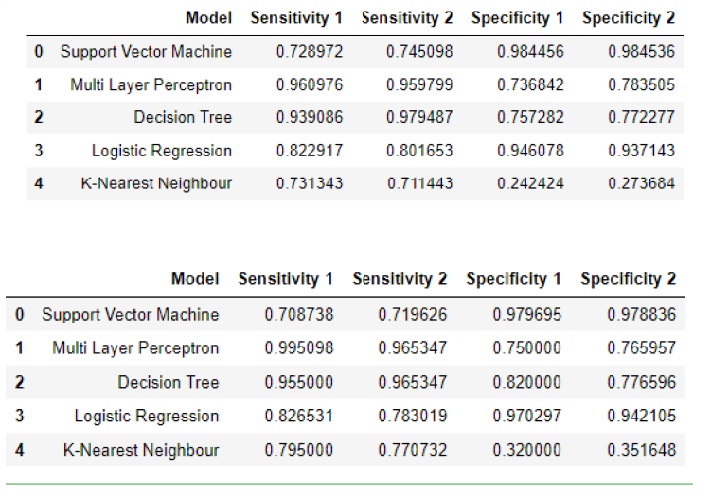 Model Sensitivity 1 Sensitivity 2 Specificity 1 Specificity 2
0 Support Vector Machine 0.728972 0.745098 0.984456 0.984536
1 Multi Layer Perceptron 0.960976 0.959799 0.736842 0.783505
2 Decision Tree 0.939086 0.979487 0.757282 0.772277
3 Logistic Regression 0.822917 0.801653 0.946078 0.937143
4 K-Nearest Neighbour 0.731343 0.711443 0.242424 0.273684
Model Sensitivity 1 Sensitivity 2 Specificity 1 Specificity 2
0 Support Vector Machine 0.708738 0.719626 0.979695 0.978836
1 Multi Layer Perceptron 0.995098 0.965347 0.750000 0.765957
2 Decision Tree 0.955000 0.965347 0.820000 0.776596
3 Logistic Regression 0.826531 0.783019 0.970297 0.942105
4 K-Nearest Neighbour 0.795000 0.770732 0.320000 0.351648